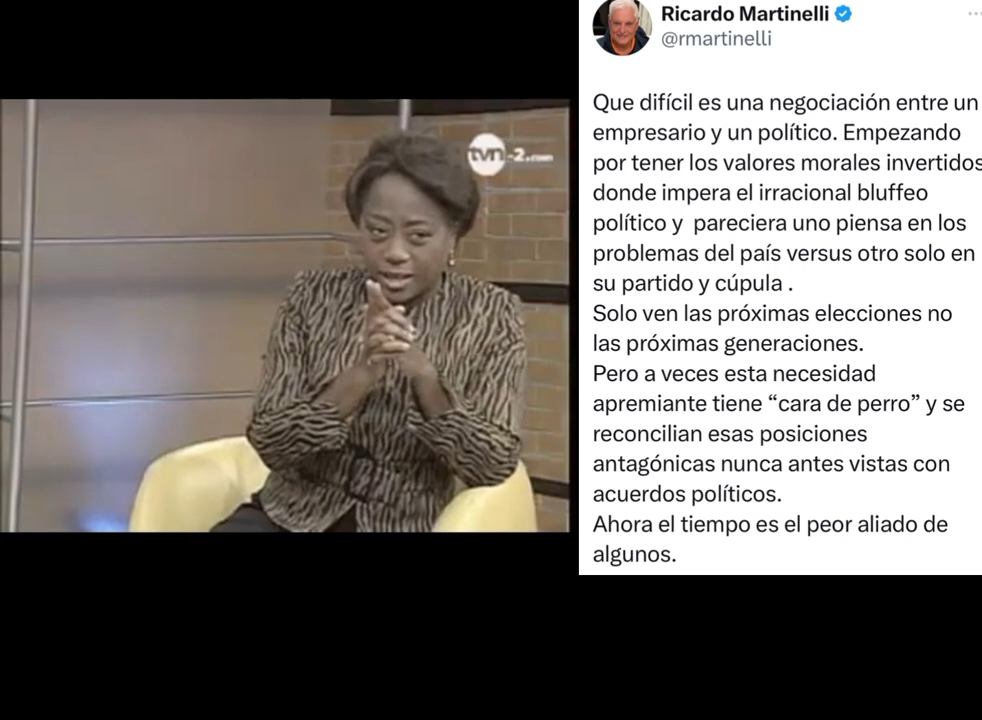 tvn-2.com
Ricardo Martinelli
@rmartinelli
Que difícil es una negociación entre un
empresario y un político. Empezando
por tener los valores morales invertidos
donde impera el irracional bluffeo
político y  pareciera uno piensa en los
problemas del país versus otro solo en
su partido y cúpula .
Solo ven las próximas elecciones no
las próximas generaciones.
Pero a veces esta necesidad
apremiante tiene “cara de perro” y se
reconcilian esas posiciones
antagónicas nunca antes vistas con
acuerdos políticos.
Ahora el tiempo es el peor aliado de
algunos.